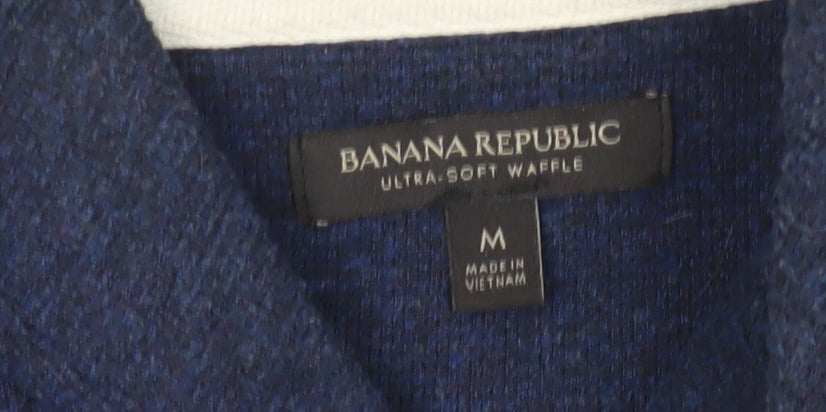 BANANA REPUBLIC
ULTRA-SOFT WAFFLE
M
MADE IN
VIETNAM